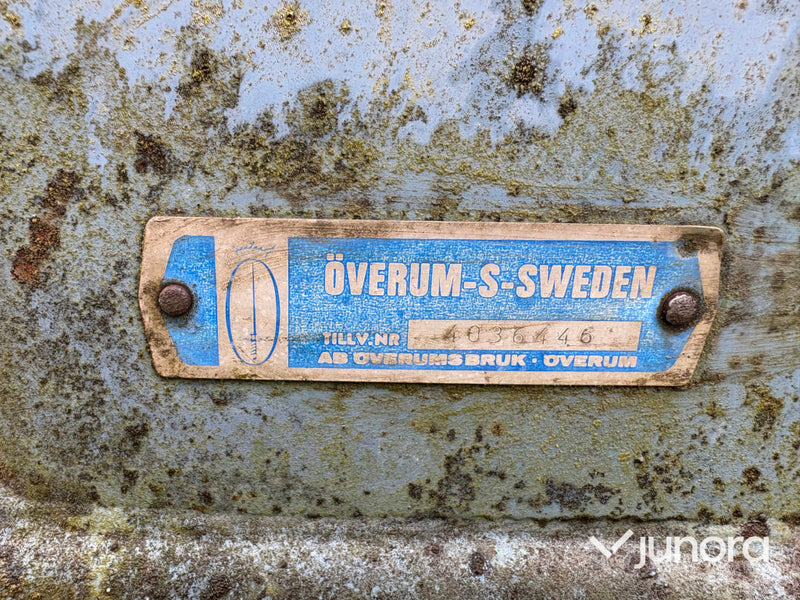 ÖVERUM-S-SWEDEN
TILLV.NR 4036446
AB ÖVERUMSBRUK · ÖVERUM
junora